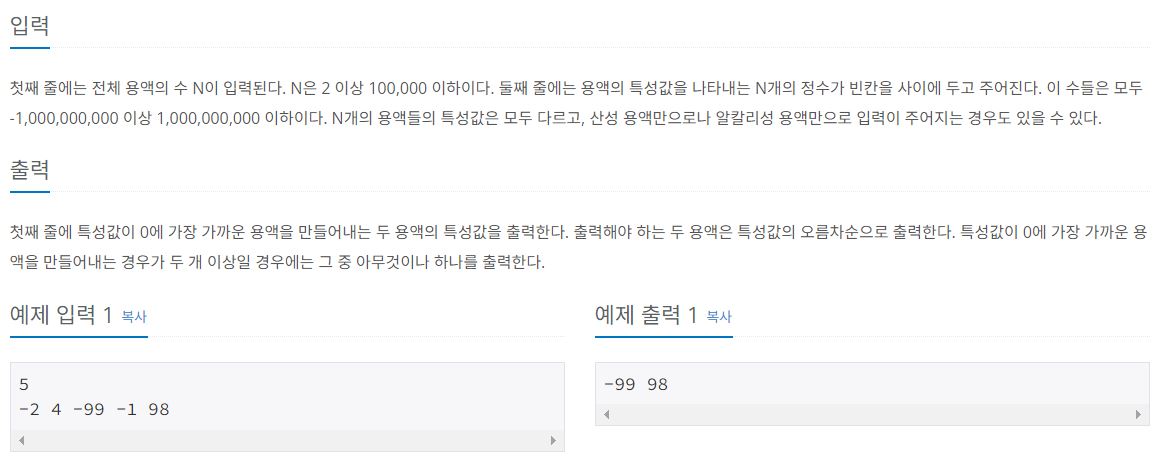 입력
첫째 줄에는 전체 용액의 수 N이 입력된다. N은 2 이상 100,000 이하이다. 둘째 줄에는 용액의 특성값을 나타내는 N개의 정수가 빈칸을 사이에 두고 주어진다. 이 수들은 모두
-1,000,000,000 이상 1,000,000,000 이하이다. N개의 용액들의 특성값은 모두 다르고, 산성 용액만으로나 알칼리성 용액만으로 입력이 주어지는 경우도 있을 수 있다.
출력
첫째 줄에 특성값이 0에 가장 가까운 용액을 만들어내는 두 용액의 특성값을 출력한다. 출력해야 하는 두 용액은 특성값의 오름차순으로 출력한다. 특성값이 0에 가장 가까운 용
액을 만들어내는 경우가 두 개 이상일 경우에는 그 중 아무것이나 하나를 출력한다.
예제 입력 1 복사
5
-2 4 -99 -1 98
예제 출력 1 복사
-99 98